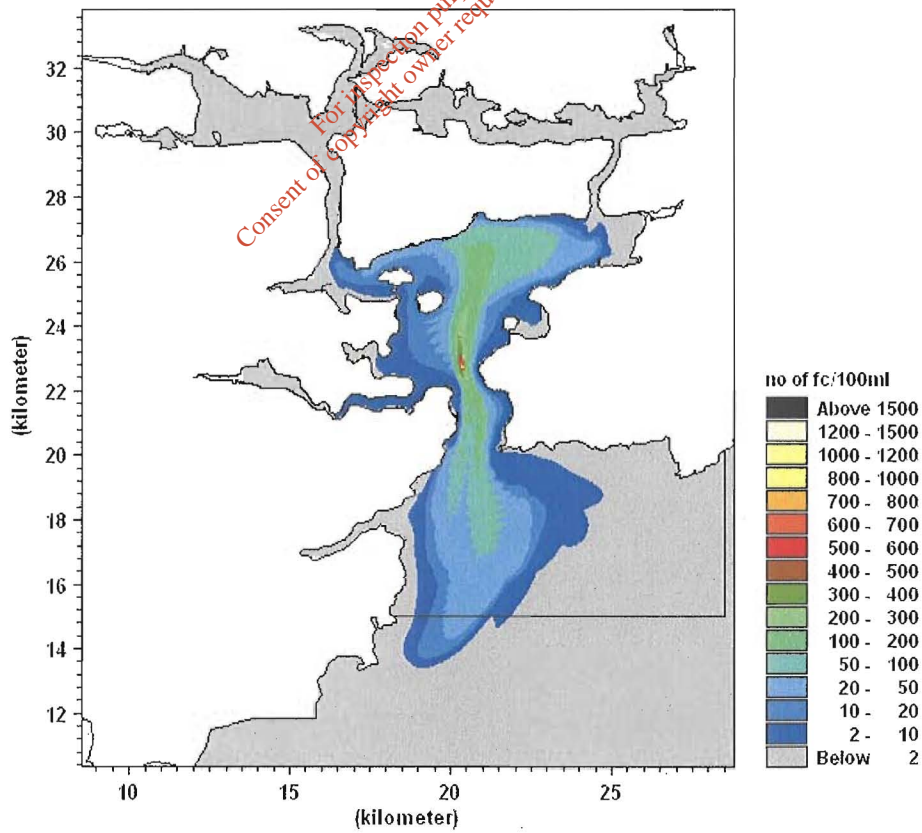 For inspection pur
Consent of copyright owner requ
32
30
28
26
24
22
20
18
16
14
12
(kilometer)
10
15
20
25
(kilometer)
no of fc/100ml
Above 1500
1200 - 1500
1000 - 1200
800 - 1000
700 - 800
600 - 700
500 - 600
400 - 500
300 - 400
200 - 300
100 - 200
50 - 100
20 - 50
10 - 20
2 - 10
Below 2